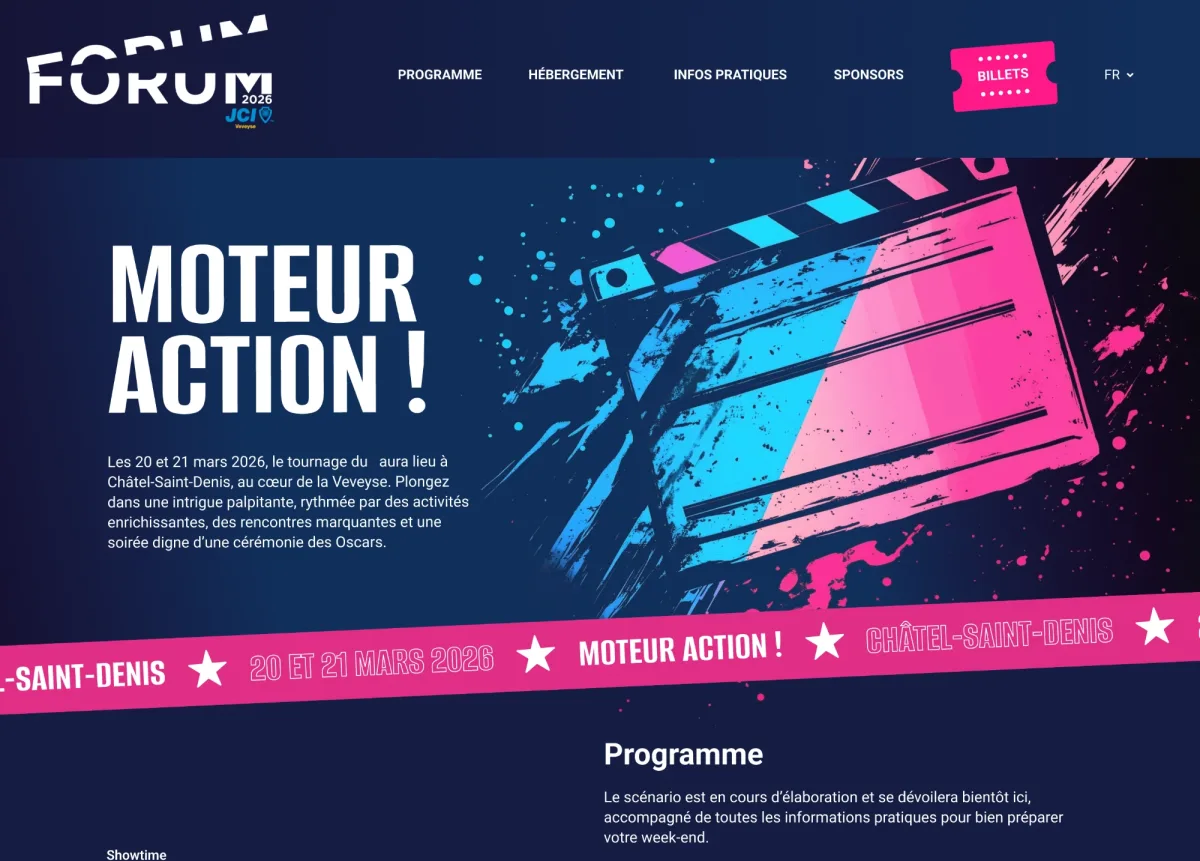 FORUM
2026
JCI
Veveyse
PROGRAMME
HÉBERGEMENT
INFOS PRATIQUES
SPONSORS
BILLETS
FR
MOTEUR
ACTION !
Les 20 et 21 mars 2026, le tournage du   aura lieu à
Châtel-Saint-Denis, au cœur de la Veveyse. Plongez
dans une intrigue palpitante, rythmée par des activités
enrichissantes, des rencontres marquantes et une
soirée digne d’une cérémonie des Oscars.
L-SAINT-DENIS ★ 20 ET 21 MARS 2026 ★ MOTEUR ACTION ! ★ CHÂTEL-SAINT-DENIS ★
Programme
Le scénario est en cours d’élaboration et se dévoilera bientôt ici,
accompagné de toutes les informations pratiques pour bien préparer
votre week-end.
Showtime